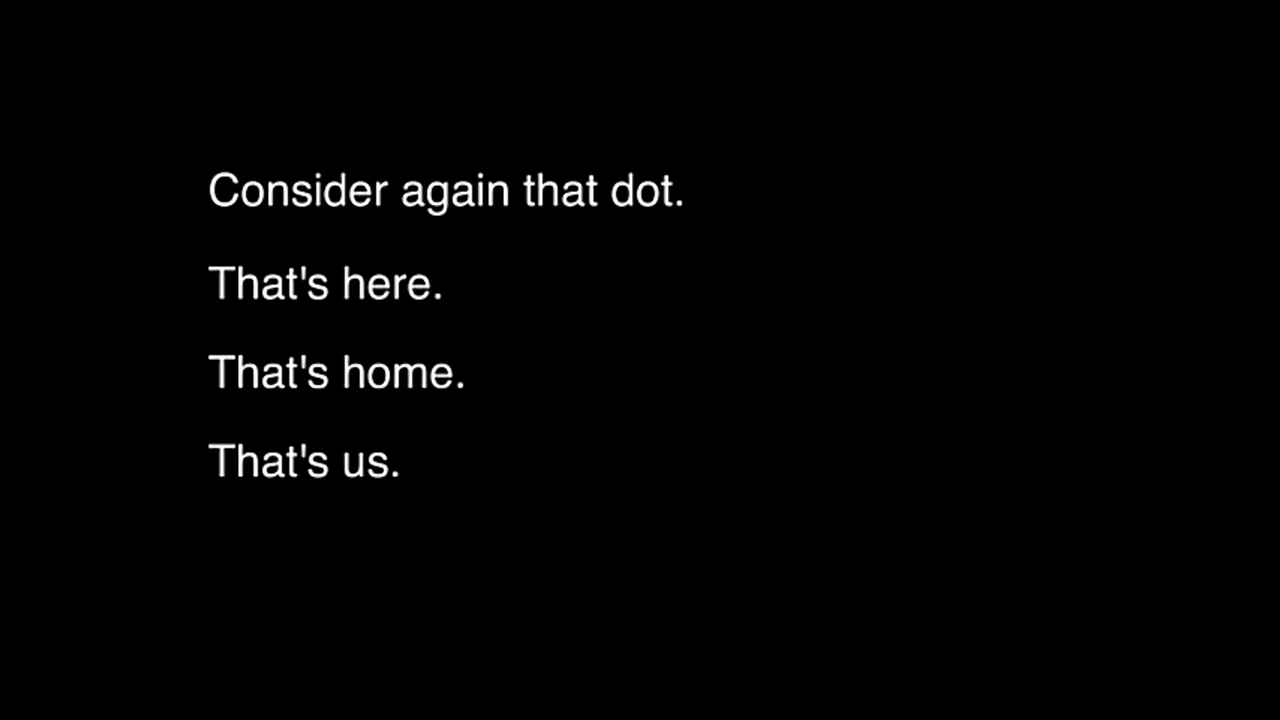 Consider again that dot.
That's here.
That's home.
That's us.